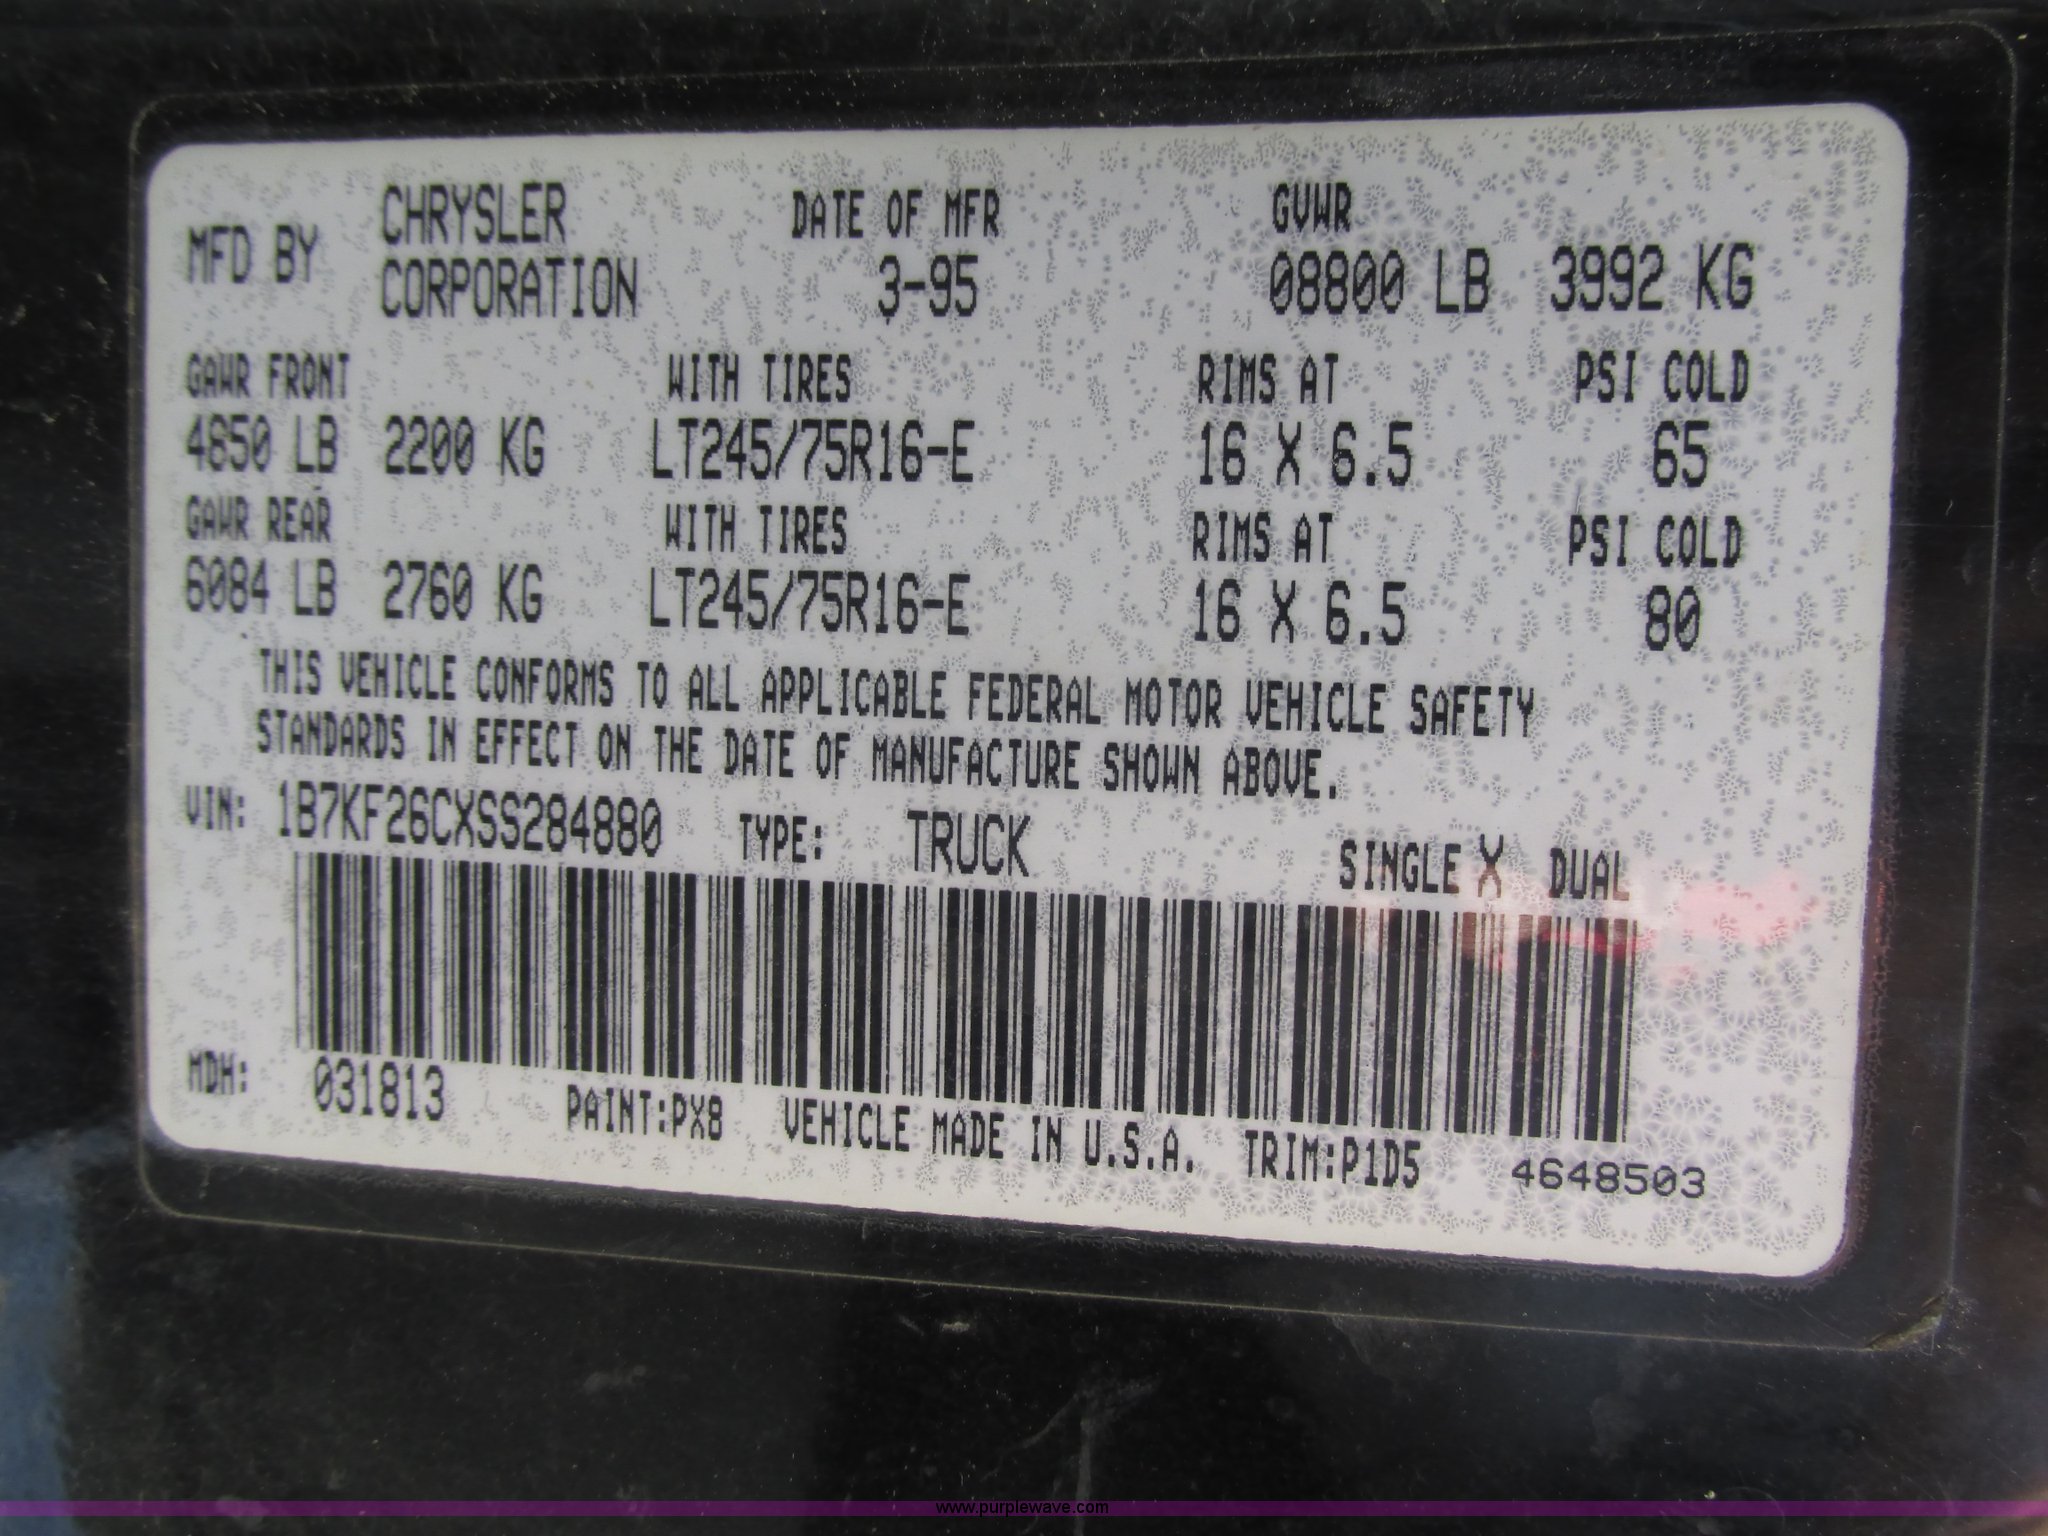 MFD BY CHRYSLER CORPORATION DATE OF MFR 3-95 GVWR
08800 LB 3992 KG
GAWR FRONT WITH TIRES RIMS AT PSI COLD
4850 LB 2200 KG LT245/75R16-E 16 X 6.5 65
GAWR REAR WITH TIRES RIMS AT PSI COLD
6084 LB 2760 KG LT245/75R16-E 16 X 6.5 80
THIS VEHICLE CONFORMS TO ALL APPLICABLE FEDERAL MOTOR VEHICLE SAFETY
STANDARDS IN EFFECT ON THE DATE OF MANUFACTURE SHOWN ABOVE.
VIN: 1B7KF26CXSS284880 TYPE: TRUCK SINGLE X DUAL
MDH: 031813 PAINT:PX8 VEHICLE MADE IN U.S.A. TRIM:P1D5 4648503
www.purplewave.com